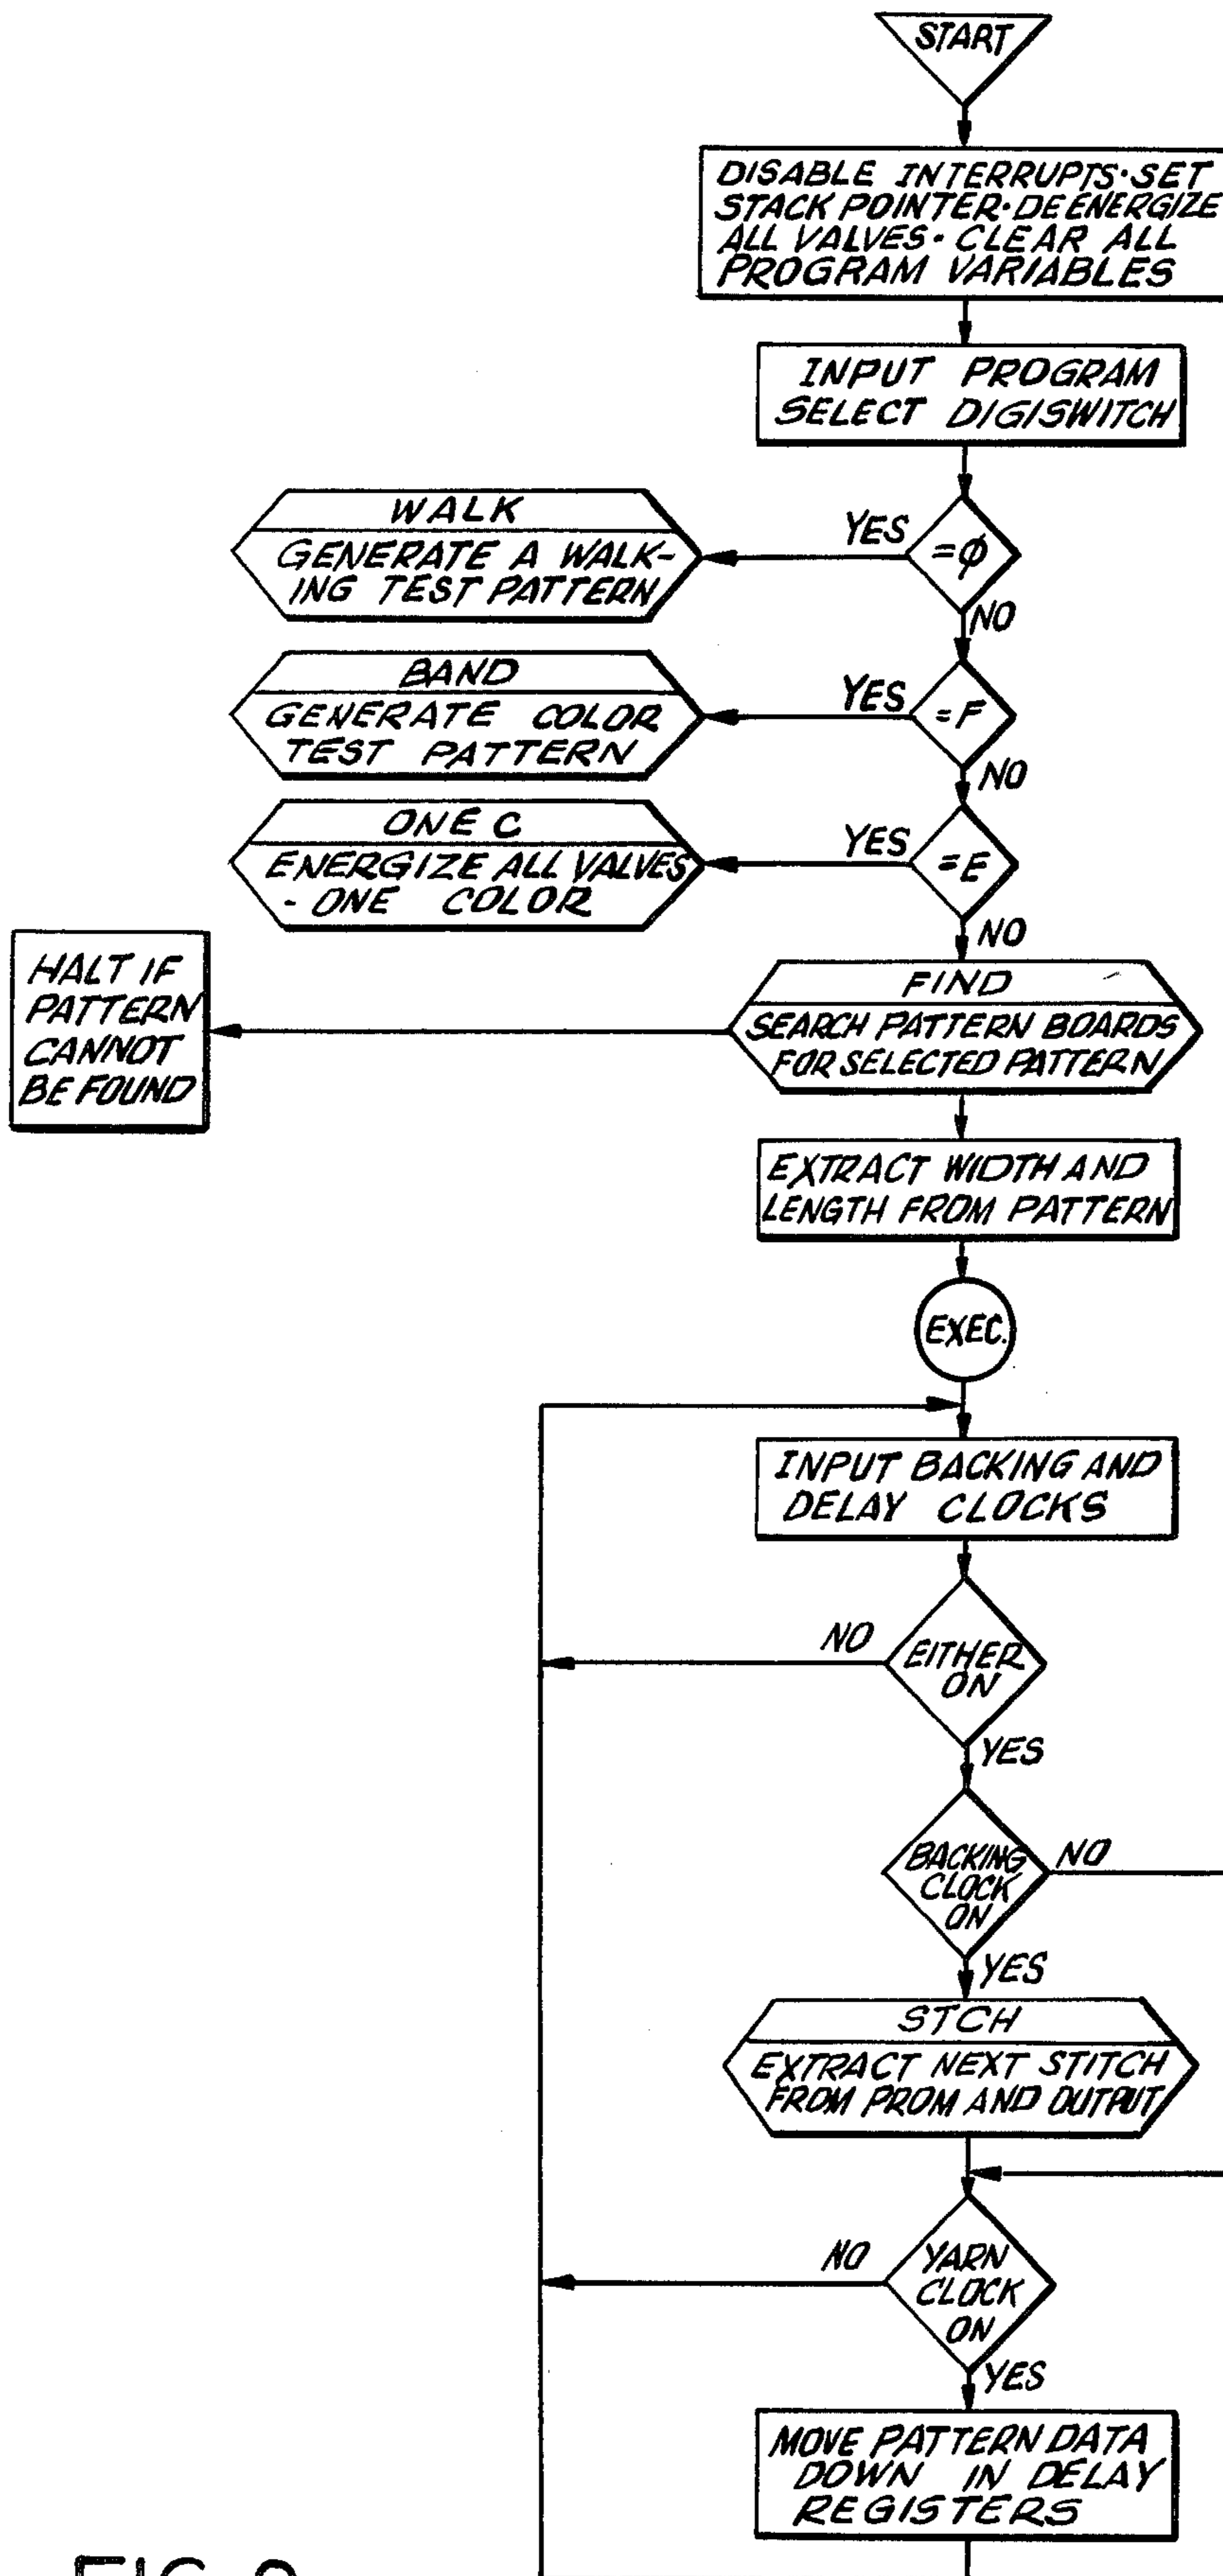 START
DISABLE INTERRUPTS·SET
STACK POINTER·DE ENERGIZE
ALL VALVES· CLEAR ALL
PROGRAM VARIABLES
INPUT PROGRAM
SELECT DIGISWITCH
=Ø
YES
NO
WALK
GENERATE A WALK-
ING TEST PATTERN
=F
YES
NO
BAND
GENERATE COLOR
TEST PATTERN
=E
YES
NO
ONE C
ENERGIZE ALL VALVES
- ONE COLOR
FIND
SEARCH PATTERN BOARDS
FOR SELECTED PATTERN
HALT IF
PATTERN
CANNOT
BE FOUND
EXTRACT WIDTH AND
LENGTH FROM PATTERN
EXEC.
INPUT BACKING AND
DELAY CLOCKS
EITHER
ON
NO
YES
BACKING
CLOCK
ON
NO
YES
STCH
EXTRACT NEXT STITCH
FROM PROM AND OUTPUT
YARN
CLOCK
ON
NO
YES
MOVE PATTERN DATA
DOWN IN DELAY
REGISTERS